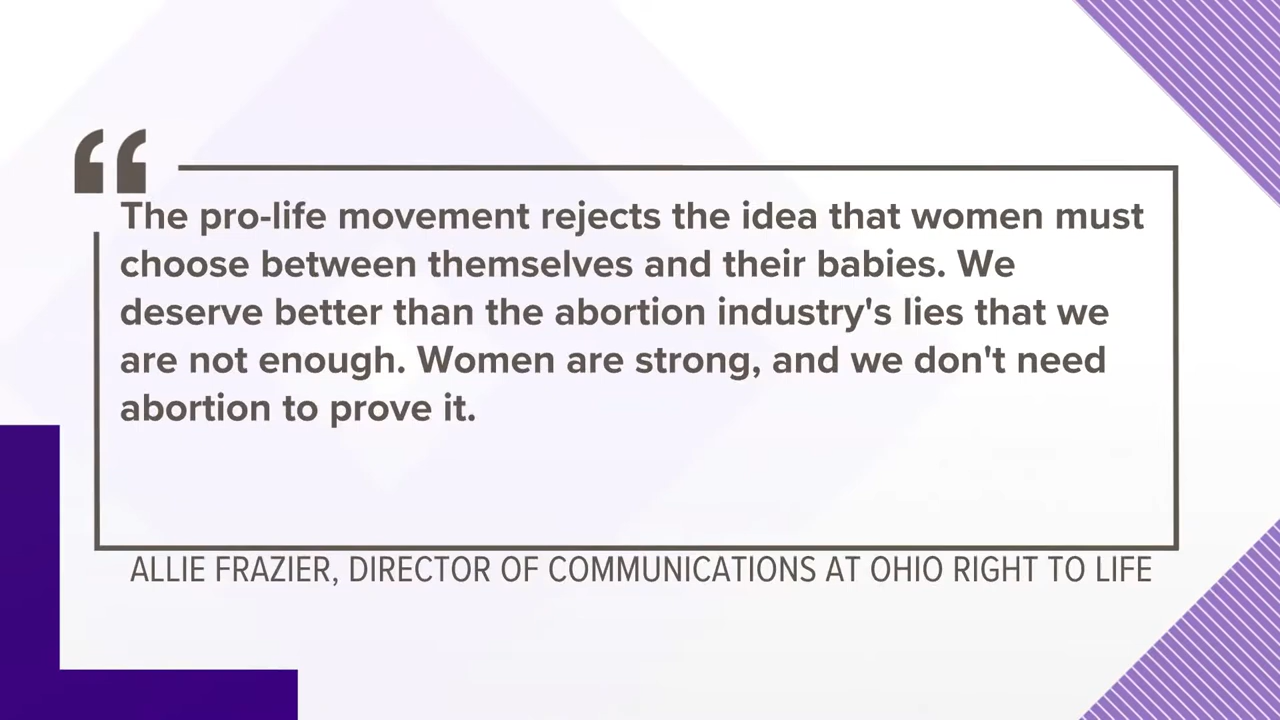 “
The pro-life movement rejects the idea that women must
choose between themselves and their babies. We
deserve better than the abortion industry's lies that we
are not enough. Women are strong, and we don't need
abortion to prove it.
ALLIE FRAZIER, DIRECTOR OF COMMUNICATIONS AT OHIO RIGHT TO LIFE